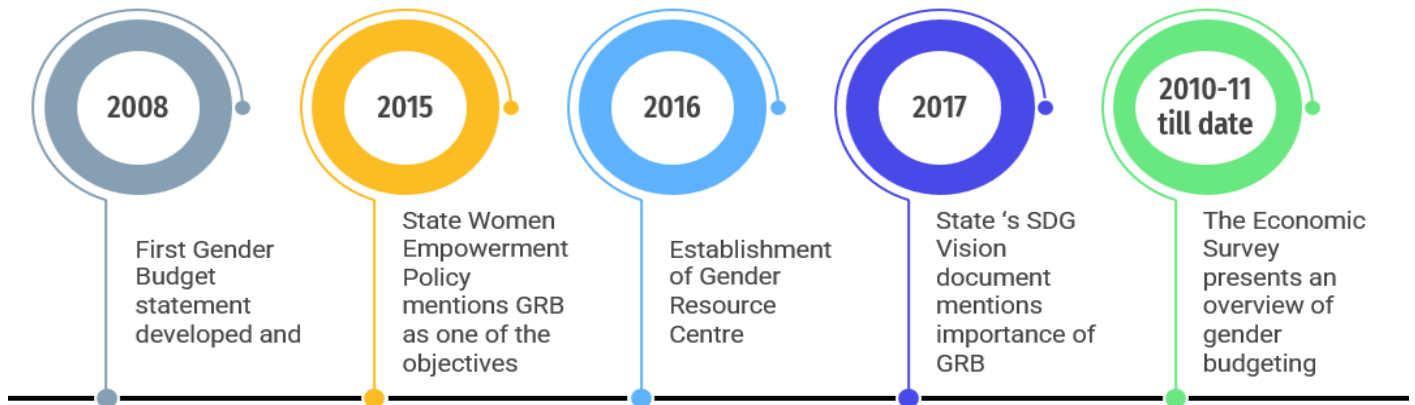 2008
First Gender
Budget
statement
developed and
2015
State Women
Empowerment
Policy
mentions GRB
as one of the
objectives
2016
Establishment
of Gender
Resource
Centre
2017
State ‘s SDG
Vision
document
mentions
importance of
GRB
2010-11
till date
The Economic
Survey
presents an
overview of
gender
budgeting